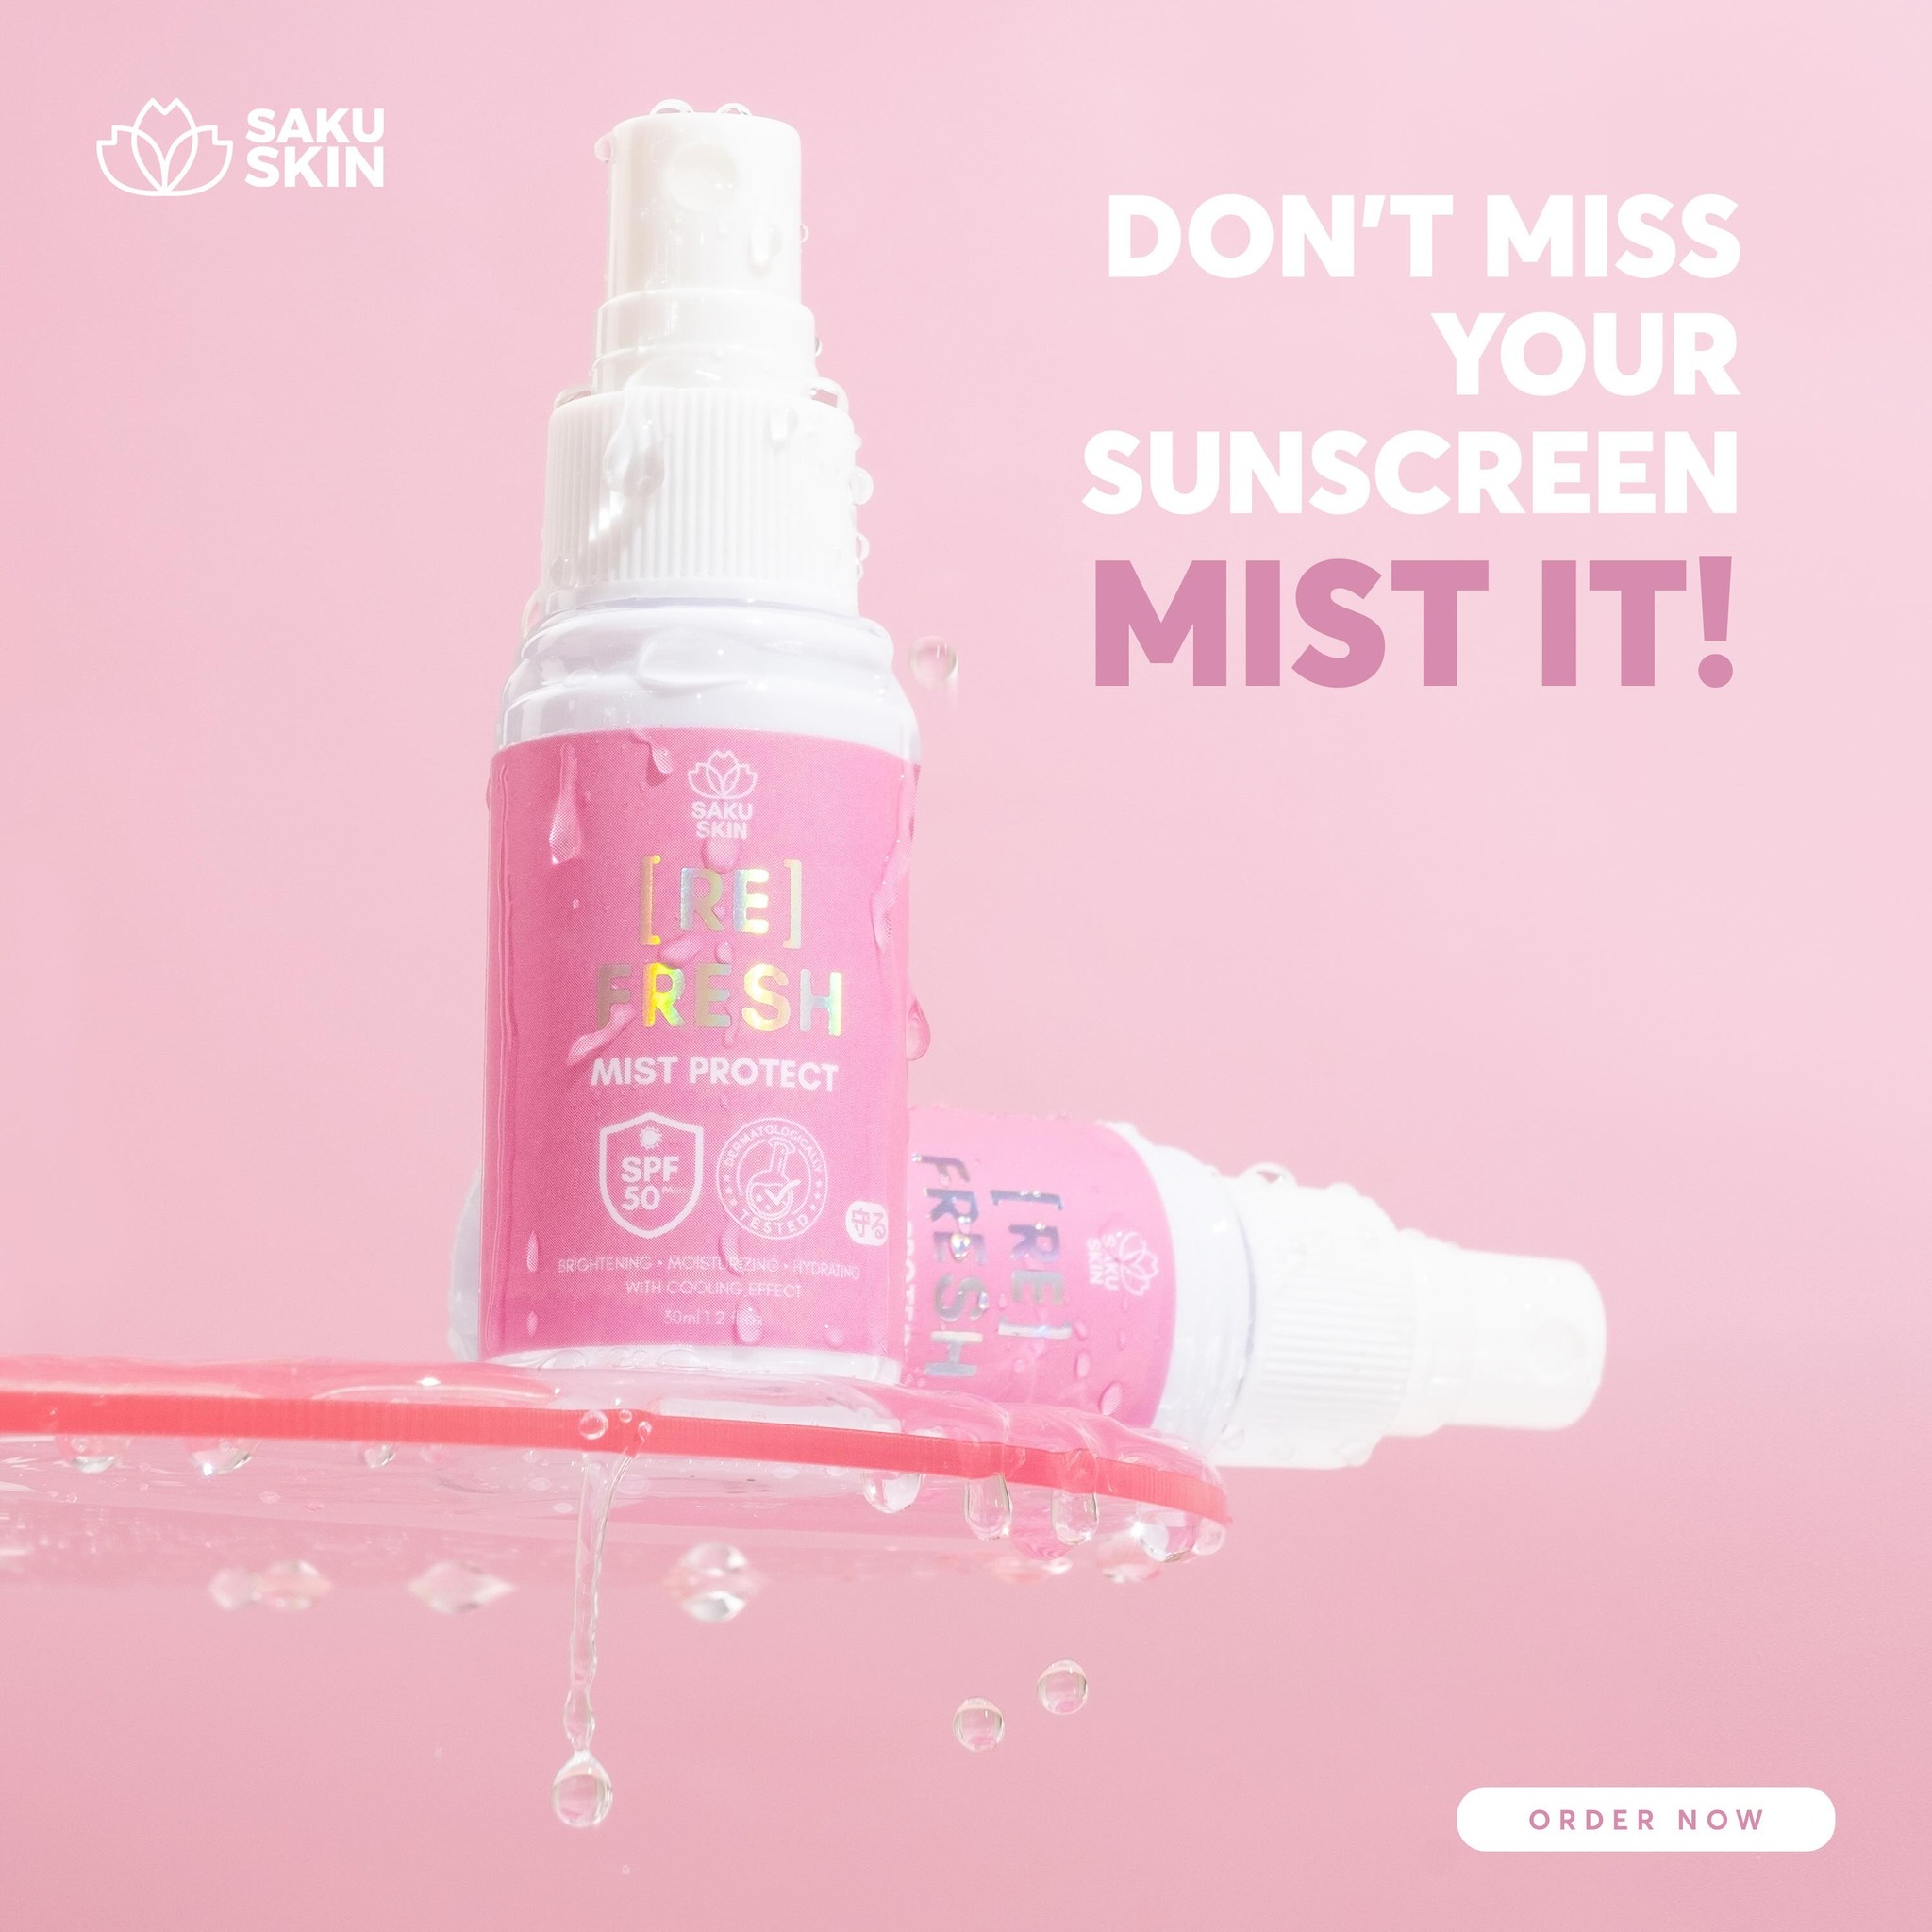 SAKU
SKIN
DON'T MISS
YOUR
SUNSCREEN
MIST IT!
SAKU
SKIN
[RE]
FRESH
MIST PROTECT
SPF
50
DERMATOLOGICALLY
TESTED
守る
BRIGHTENING • MOISTURIZING • HYDRATING
WITH COOLING EFFECT
SAKU
SKIN
[RE]
FRESH
ORDER NOW